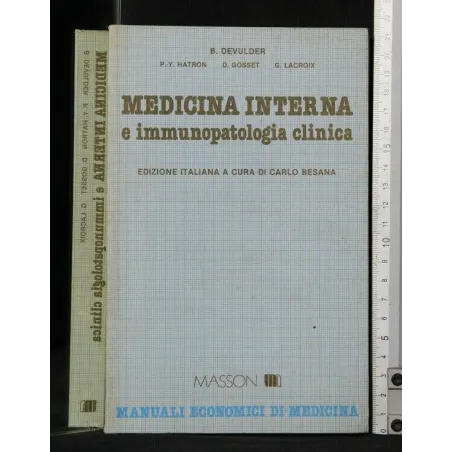 B. DEVULDER
P.-Y. HATRON D. GOSSET G. LACROIX
MEDICINA INTERNA
e immunopatologia clinica
EDIZIONE ITALIANA A CURA DI CARLO BESANA
MASSON
MANUALI ECONOMICI DI MEDICINA
B. DEVULDER P.-Y. HATRON D. GOSSET G. LACROIX
MEDICINA INTERNA e immunopatologia clinica